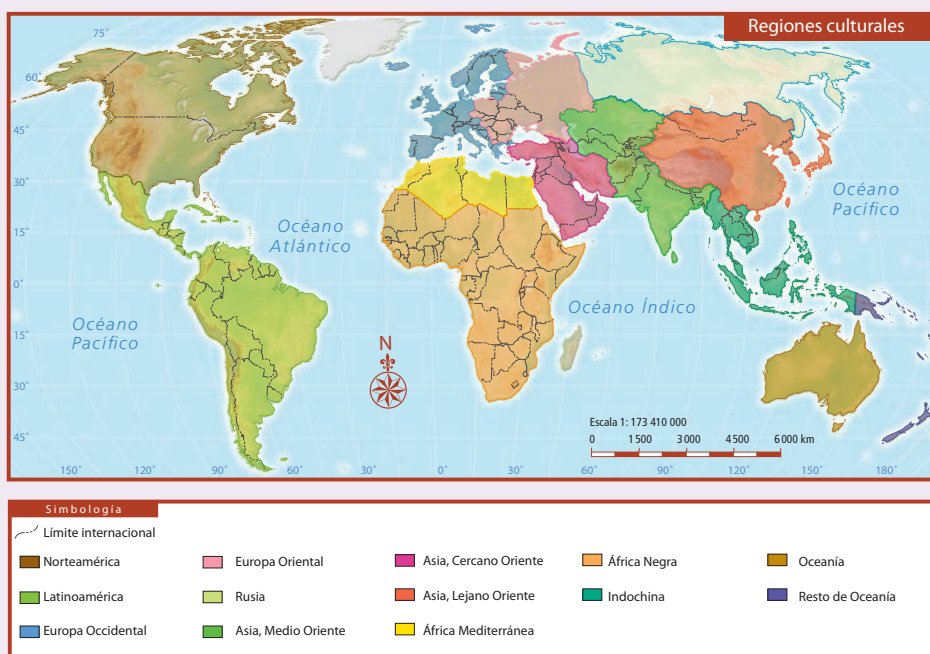 Regiones culturales
75°
60°
45°
30°
15°
0°
15°
30°
45°
Océano
Atlántico
Océano
Pacífico
Océano Índico
Océano
Pacífico
N
Escala 1: 173 410 000
0 1 500 3 000 4 500 6 000 km
150° 120° 90° 60° 30° 0° 30° 60° 90° 120° 150° 180°
Simbología
Límite internacional
Norteamérica
Europa Oriental
Asia, Cercano Oriente
África Negra
Oceanía
Latinoamérica
Rusia
Asia, Lejano Oriente
Indochina
Resto de Oceanía
Europa Occidental
Asia, Medio Oriente
África Mediterránea